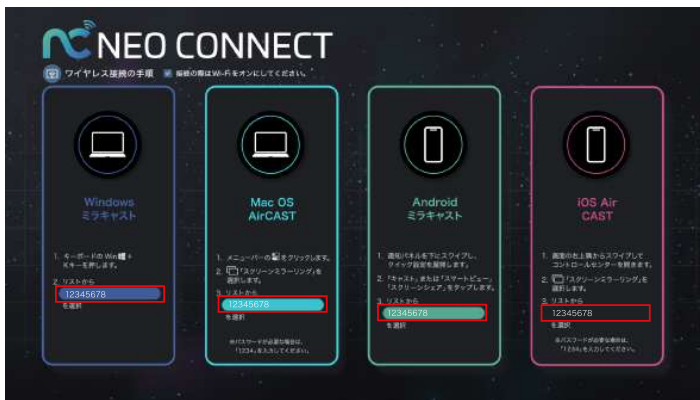 NEO CONNECT
ワイヤレス接続の手順 接続の際はWi-Fiをオンにしてください。
Windows
ミラキャスト
1. キーボードの Win +
Kキーを押します。
2. リストから
12345678
を選択
Mac OS
AirCAST
1. メニューバーの をクリックします。
2. 「スクリーンミラーリング」を
選択します。
3. リストから
12345678
を選択
※パスワードが必要な場合は、
「1234」を入力してください。
Android
ミラキャスト
1. 通知パネルを下にスワイプし、
クイック設定を展開します。
2. 「キャスト」または「スマートビュー」
「スクリーンシェア」をタップします。
3. リストから
12345678
を選択
iOS Air
CAST
1. 画面の右上隅からスワイプして
コントロールセンターを開きます。
2. 「スクリーンミラーリング」を
選択します。
3. リストから
12345678
を選択
※パスワードが必要な場合は、
「1234」を入力してください。